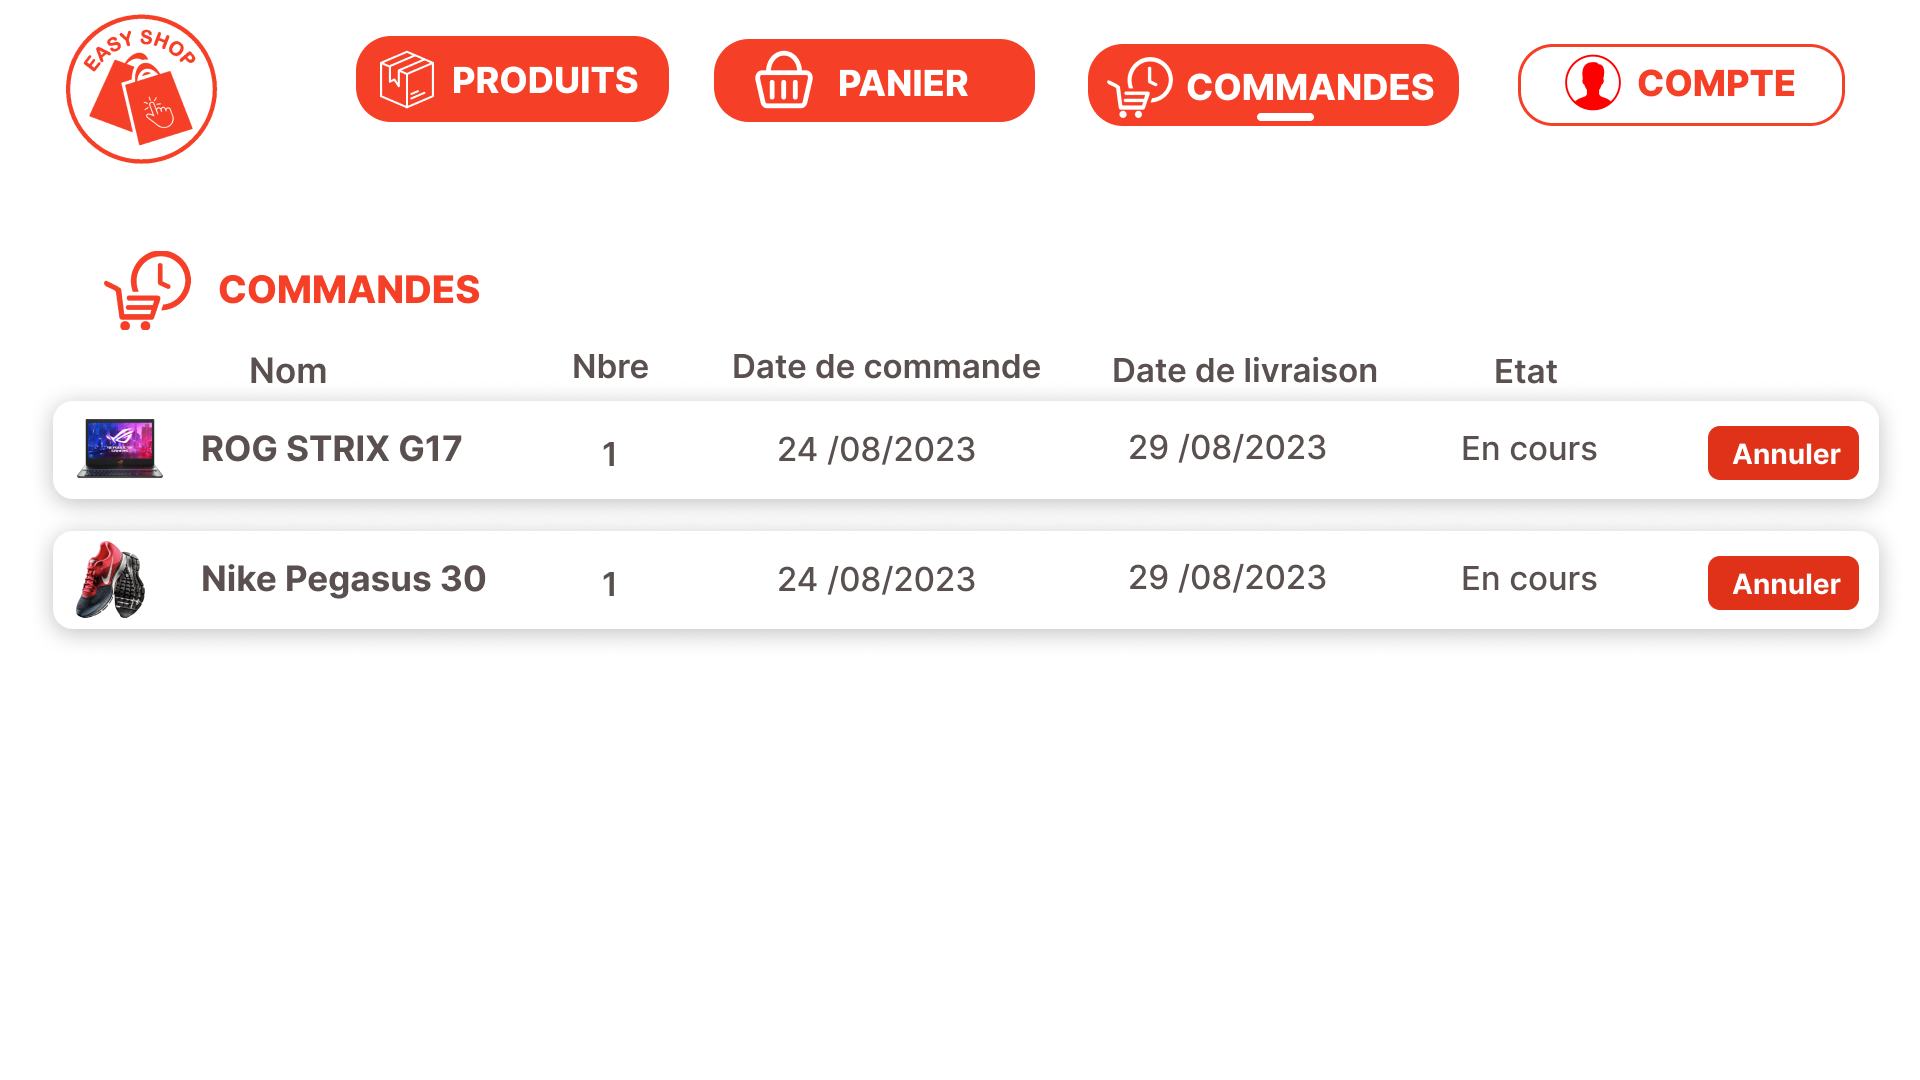 EASY SHOP
PRODUITS
PANIER
COMMANDES
COMPTE
COMMANDES
Nom Nbre Date de commande Date de livraison Etat
ROG STRIX G17 1 24 /08/2023 29 /08/2023 En cours Annuler
Nike Pegasus 30 1 24 /08/2023 29 /08/2023 En cours Annuler